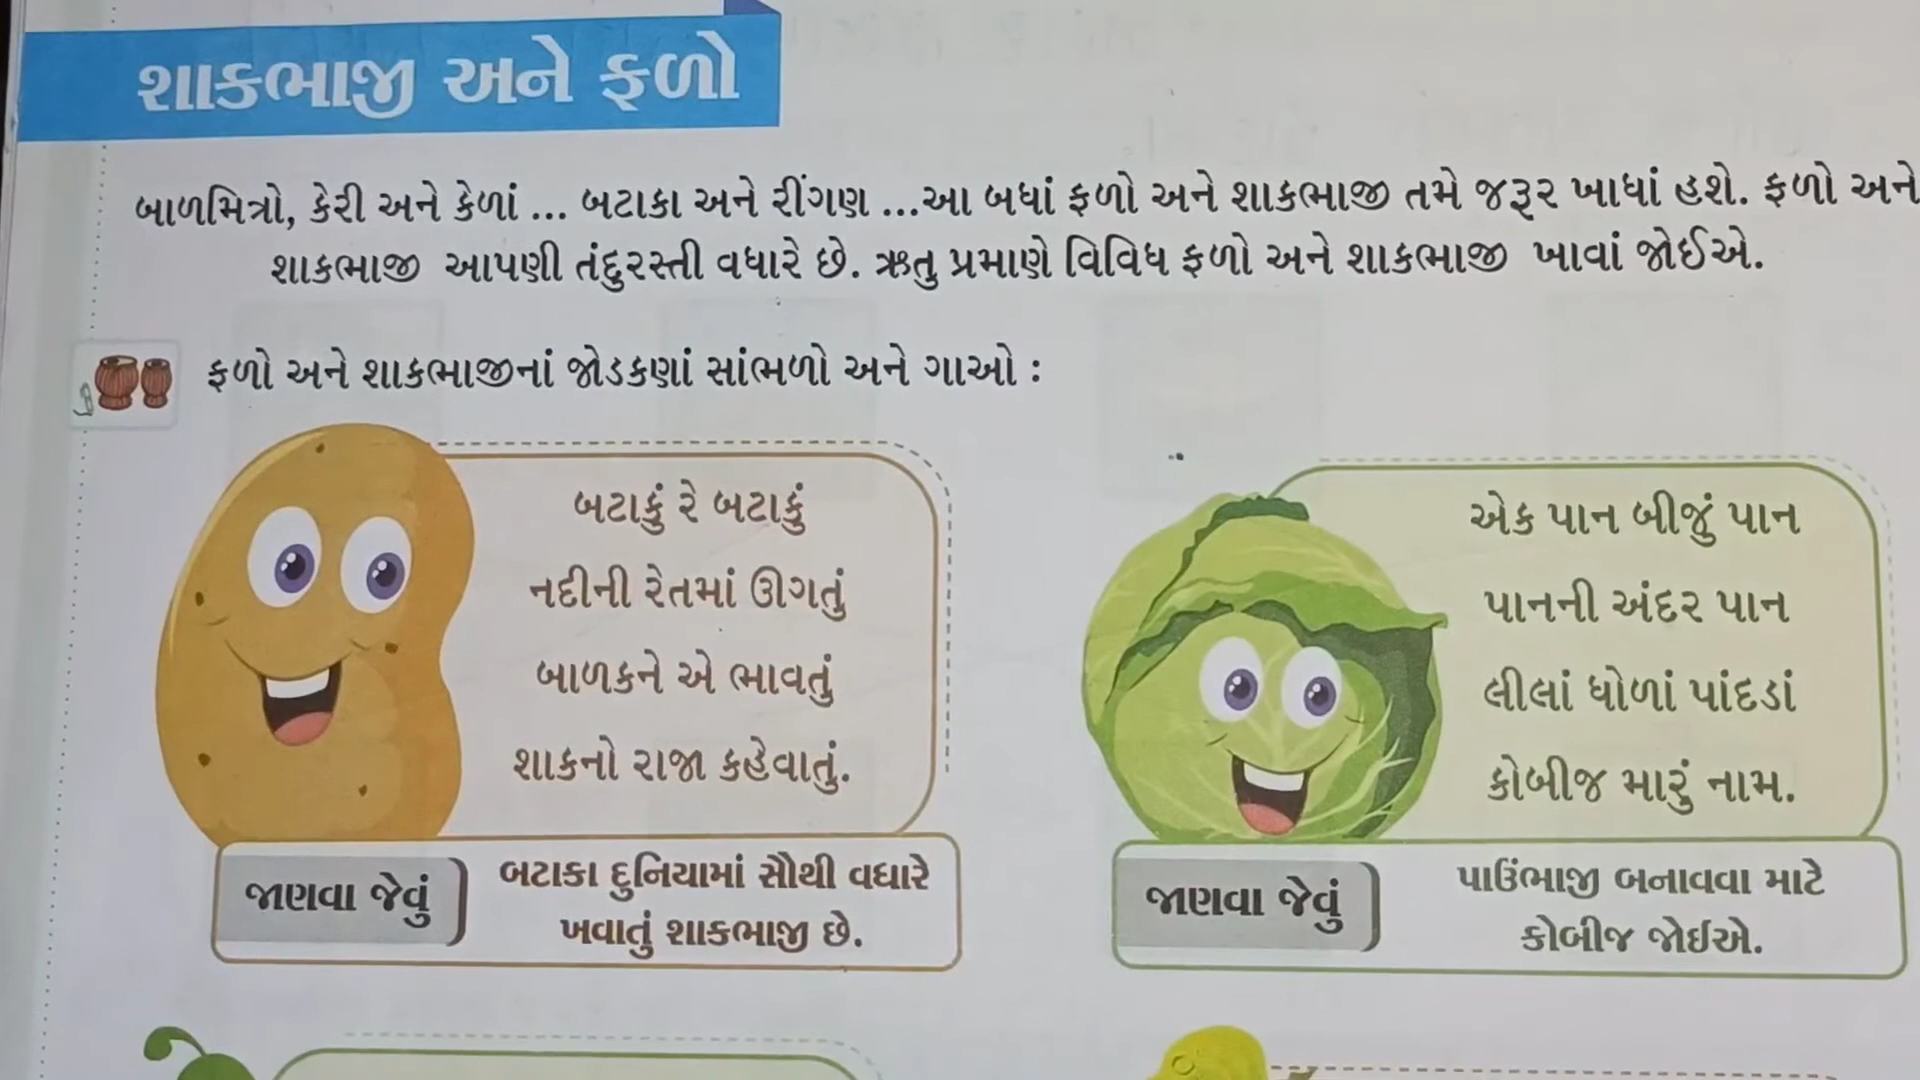 શાકભાજી અને ફળો
બાળમિત્રો, કેરી અને કેળાં ... બટાકા અને રીંગણ ...આ બધાં ફળો અને શાકભાજી તમે જરૂર ખાધાં હશે. ફળો અને
શાકભાજી આપણી તંદુરસ્તી વધારે છે. ઋતુ પ્રમાણે વિવિધ ફળો અને શાકભાજી ખાવાં જોઈએ.
ફળો અને શાકભાજીનાં જોડકણાં સાંભળો અને ગાઓ :
બટાકું રે બટાકું
નદીની રેતમાં ઊગતું
બાળકને એ ભાવતું
શાકનો રાજા કહેવાતું.
જાણવા જેવું
બટાકા દુનિયામાં સૌથી વધારે
ખવાતું શાકભાજી છે.
એક પાન બીજું પાન
પાનની અંદર પાન
લીલાં ધોળાં પાંદડાં
કોબીજ મારું નામ.
જાણવા જેવું
પાઉંભાજી બનાવવા માટે
કોબીજ જોઈએ.